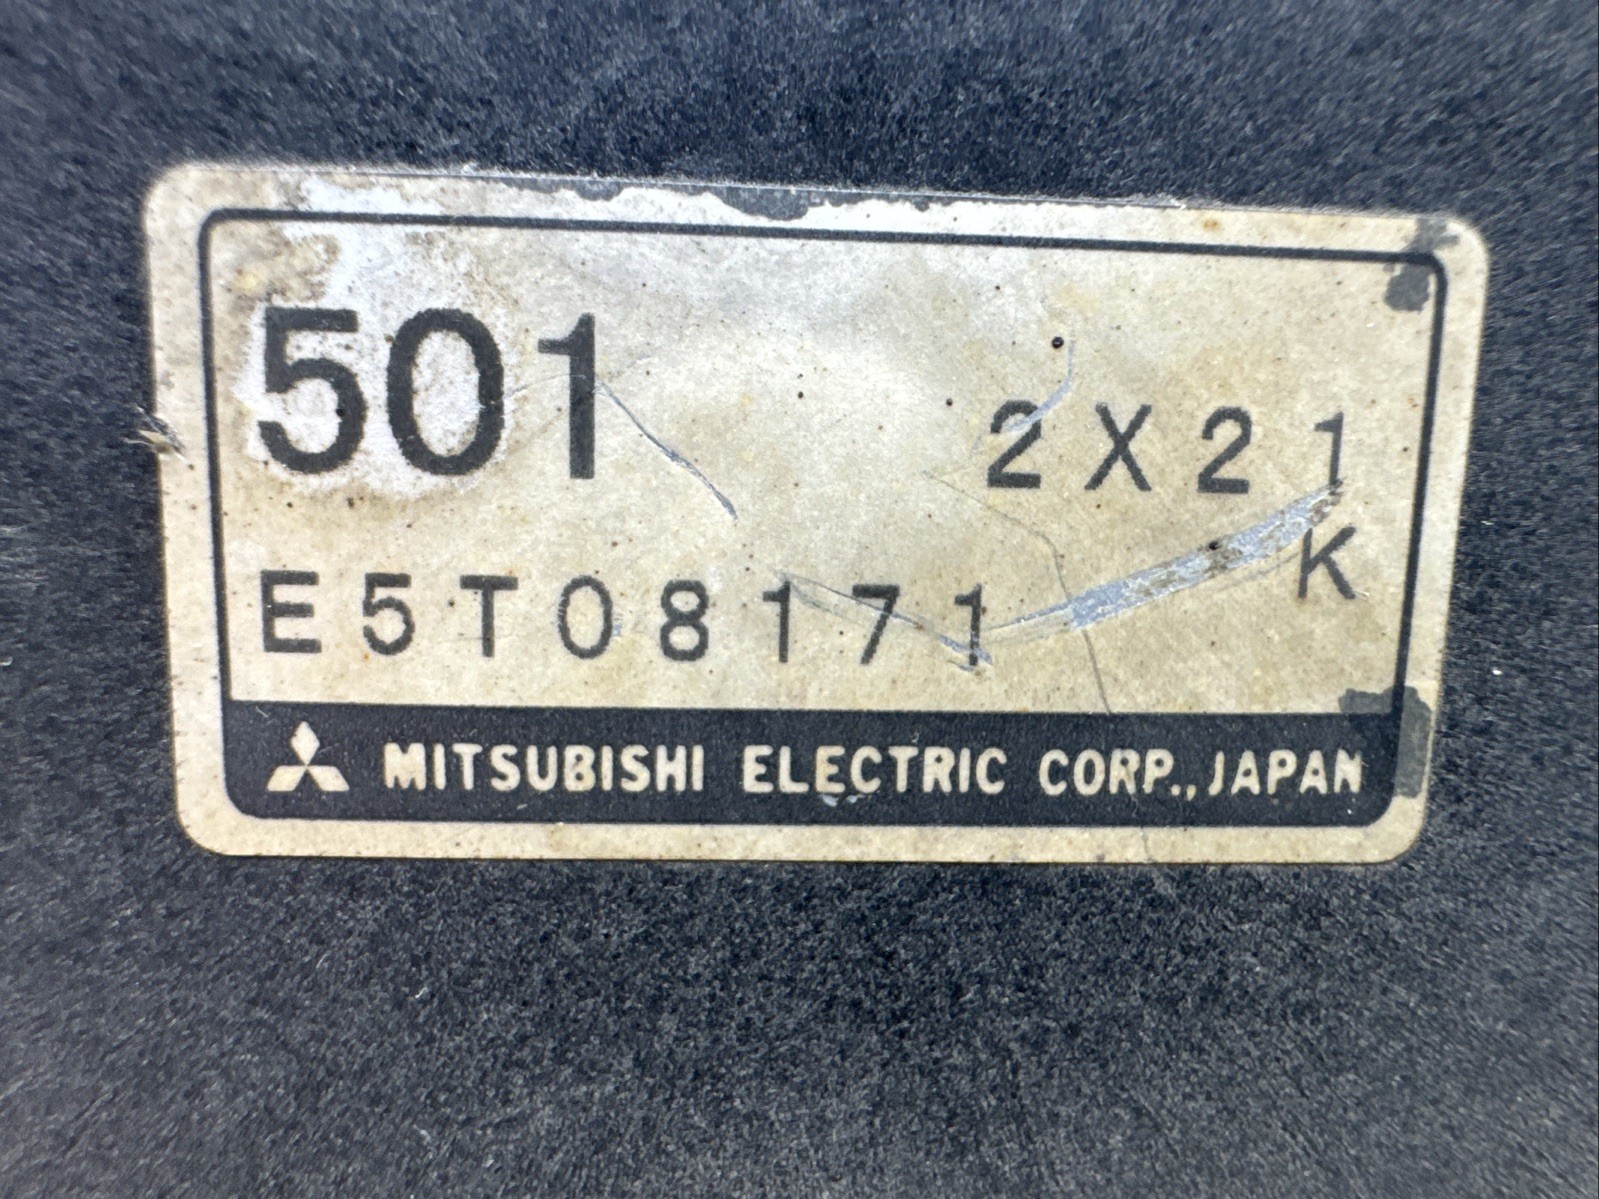 501 2X21
K
E5T08171
MITSUBISHI ELECTRIC CORP., JAPAN